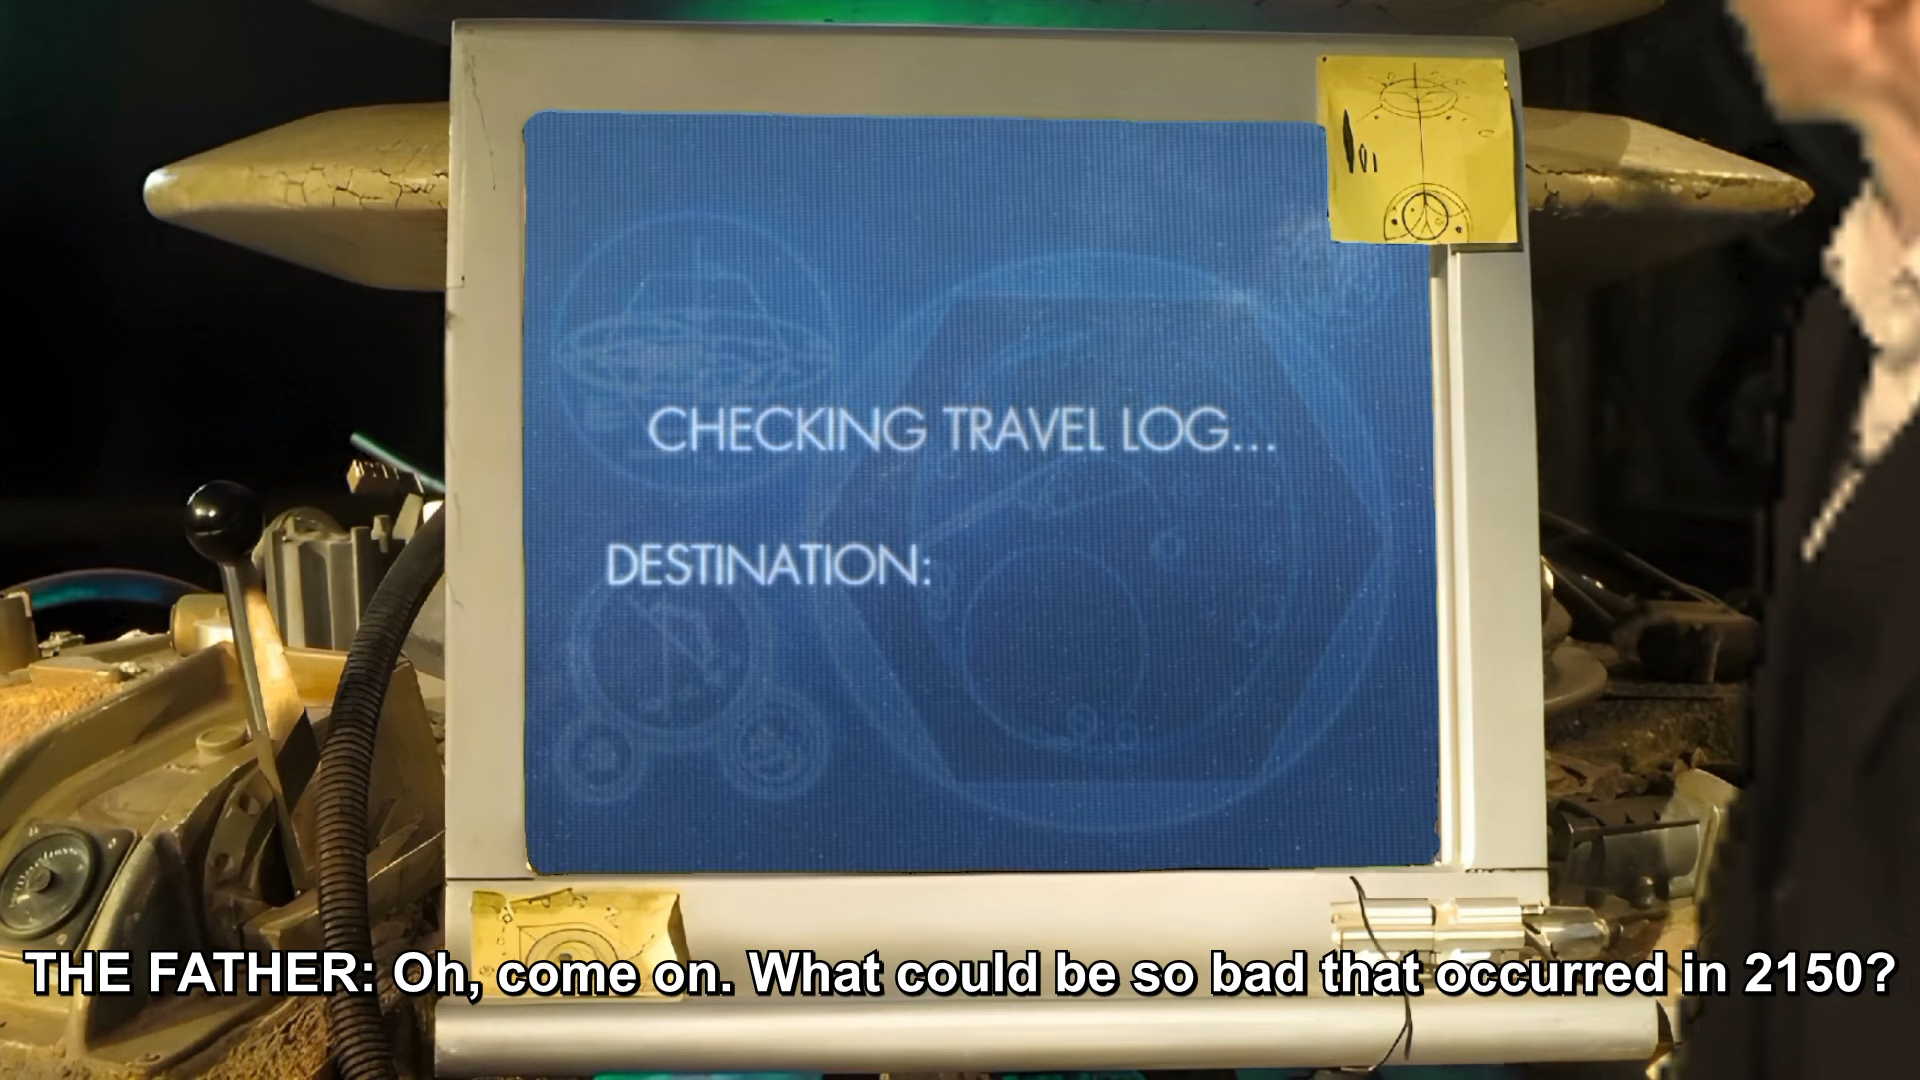 CHECKING TRAVEL LOG...
DESTINATION:
THE FATHER: Oh, come on. What could be so bad that occurred in 2150?